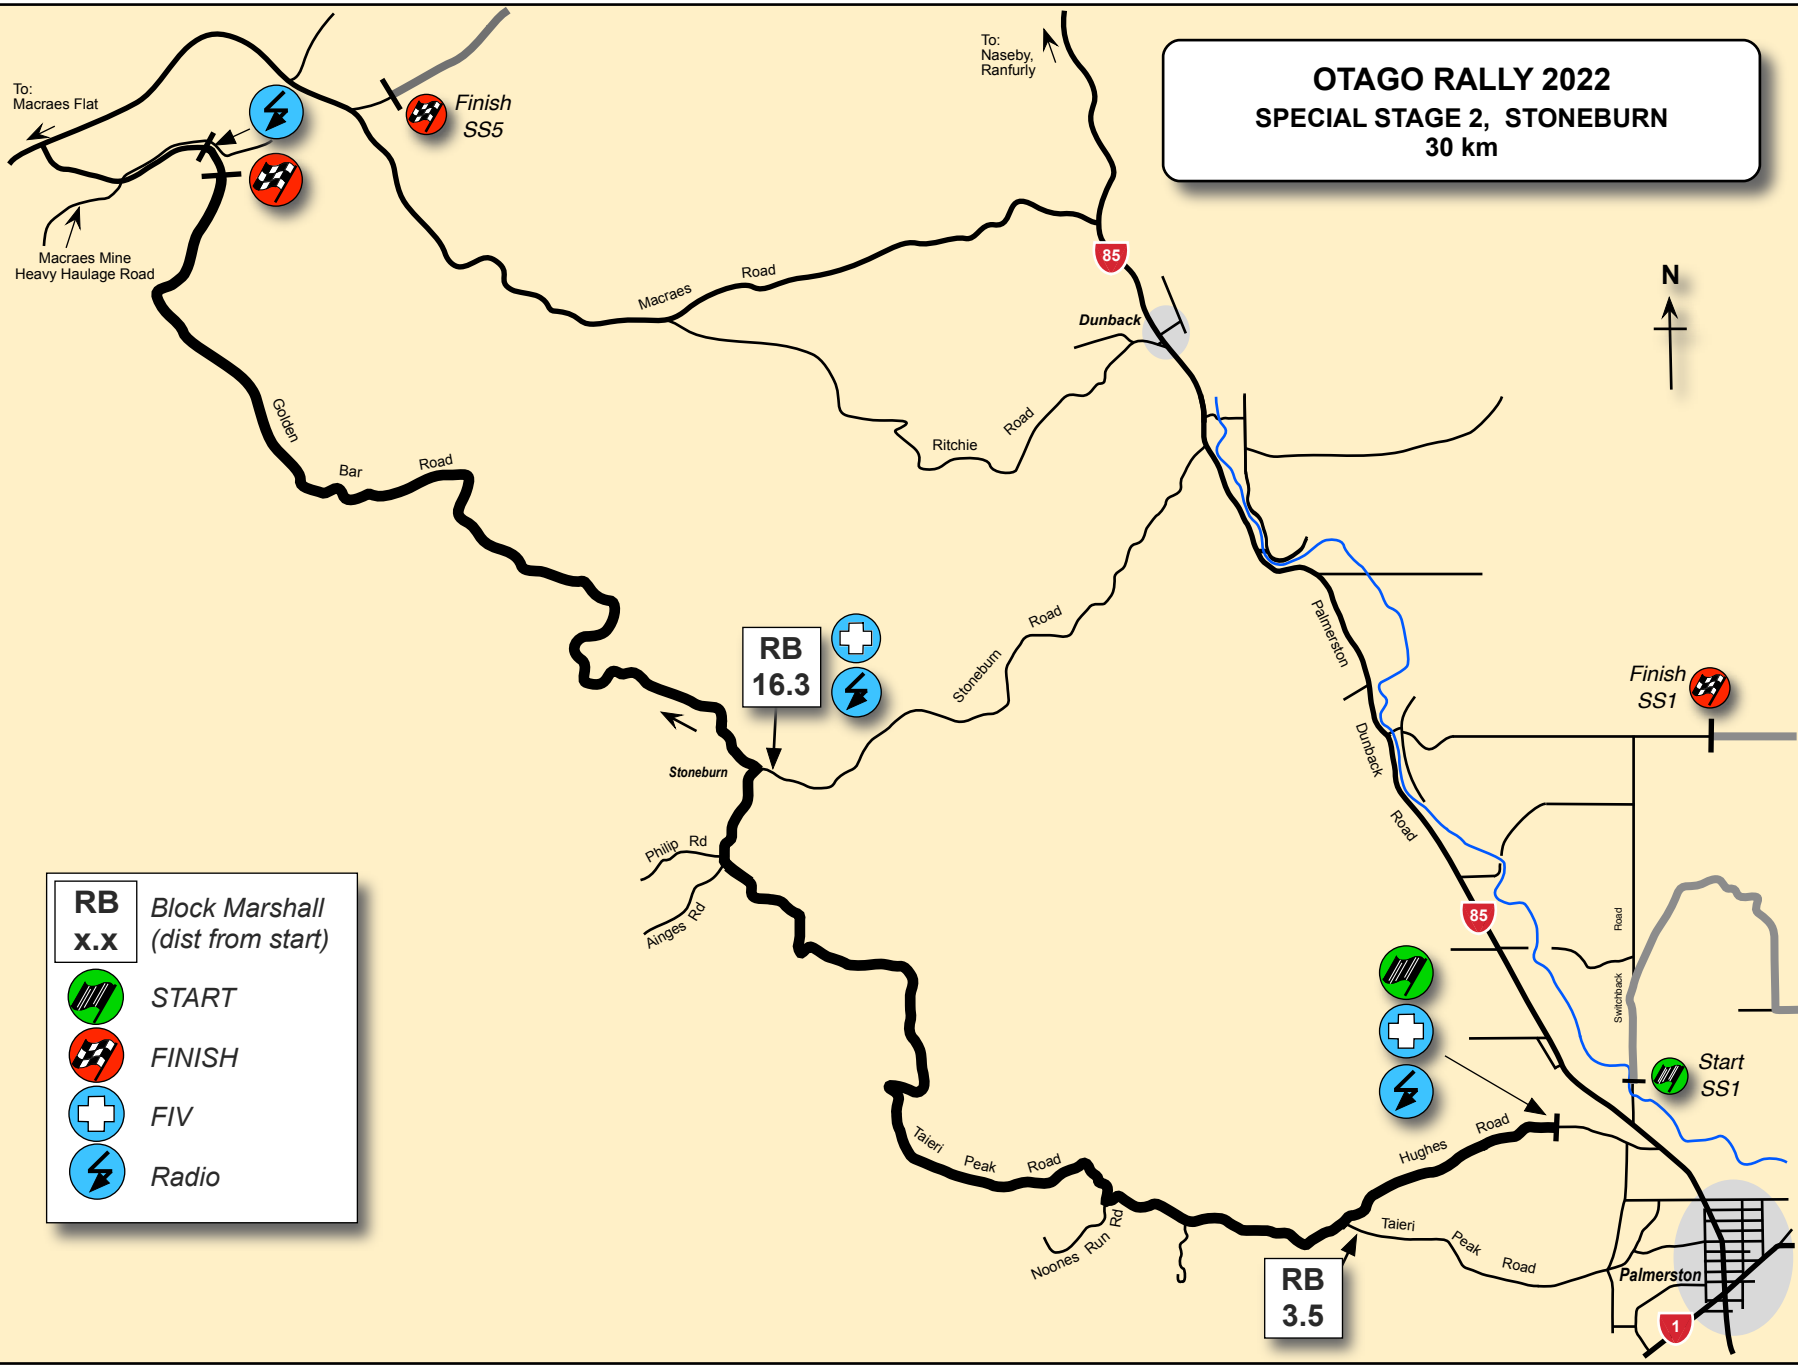 To:
Macraes Flat
Finish
SS5
To:
Naseby,
Ranfurly
OTAGO RALLY 2022
SPECIAL STAGE 2, STONEBURN
30 km
Macraes Mine
Heavy Haulage Road
85
N
Macraes Road
Dunback
Ritchie Road
Golden Bar Road
Stoneburn Road
Palmerston Dunback Road
RB
16.3
Finish
SS1
Stoneburn
Philip Rd
Ainges Rd
85
Switchback Road
RB
x.x
Block Marshall
(dist from start)
START
FINISH
FIV
Radio
Start
SS1
Hughes Road
Taieri Peak Road
Noones Run Rd
Taieri Peak Road
RB
3.5
Palmerston
1